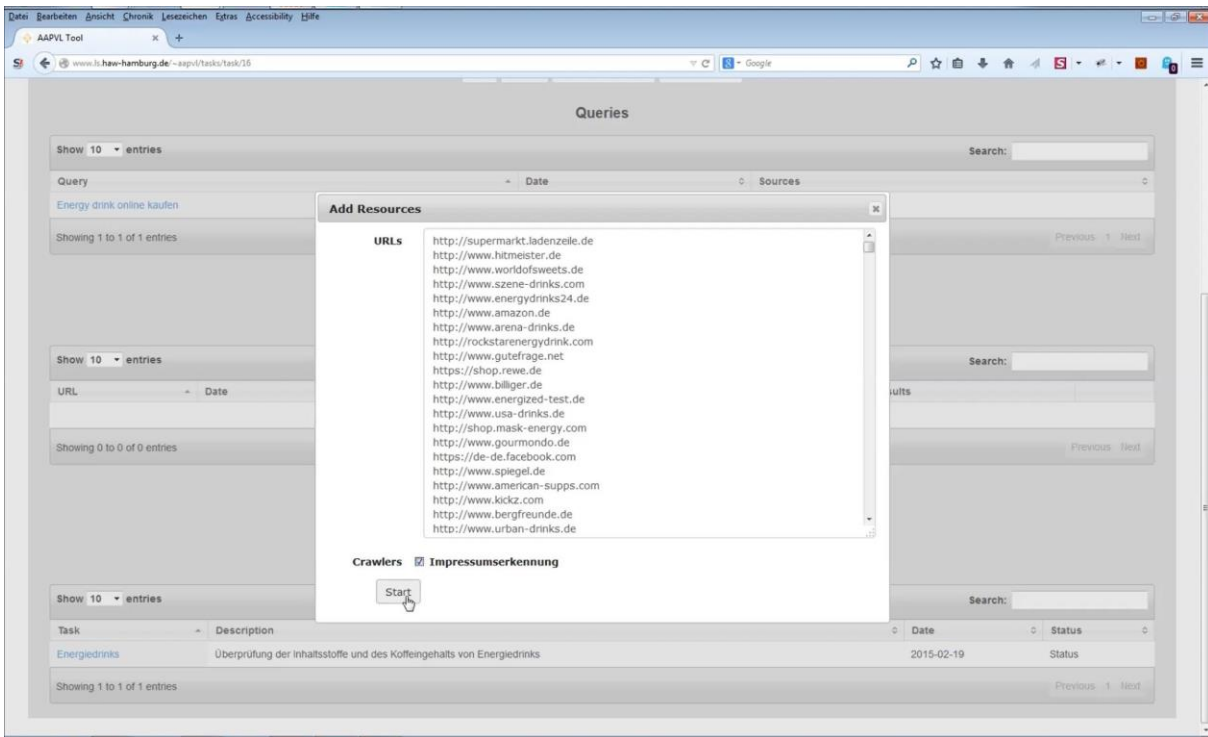 Datei Bearbeiten Ansicht Chronik Lesezeichen Extras Accessibility Hilfe
AAPVL Tool
www.ls.haw-hamburg.de/~aapvl/tasks/task/16
Google
Queries
Show 10 entries Search:
Query Date Sources
Energy drink online kaufen
Showing 1 to 1 of 1 entries Previous 1 Next
Add Resources
URLs
http://supermarkt.ladenzeile.de
http://www.hitmeister.de
http://www.worldofsweets.de
http://www.szene-drinks.com
http://www.energydrinks24.de
http://www.amazon.de
http://www.arena-drinks.de
http://rockstarenergydrink.com
http://www.gutefrage.net
https://shop.rewe.de
http://www.billiger.de
http://www.energized-test.de
http://www.usa-drinks.de
http://shop.mask-energy.com
http://www.gourmondo.de
https://de-de.facebook.com
http://www.spiegel.de
http://www.american-supps.com
http://www.kickz.com
http://www.bergfreunde.de
http://www.urban-drinks.de
Crawlers Impressumserkennung
Start
Show 10 entries Search:
URL Date sults
Showing 0 to 0 of 0 entries Previous Next
Show 10 entries Search:
Task Description Date Status
Energiedrinks Überprüfung der Inhaltsstoffe und des Koffeingehalts von Energiedrinks 2015-02-19 Status
Showing 1 to 1 of 1 entries Previous 1 Next